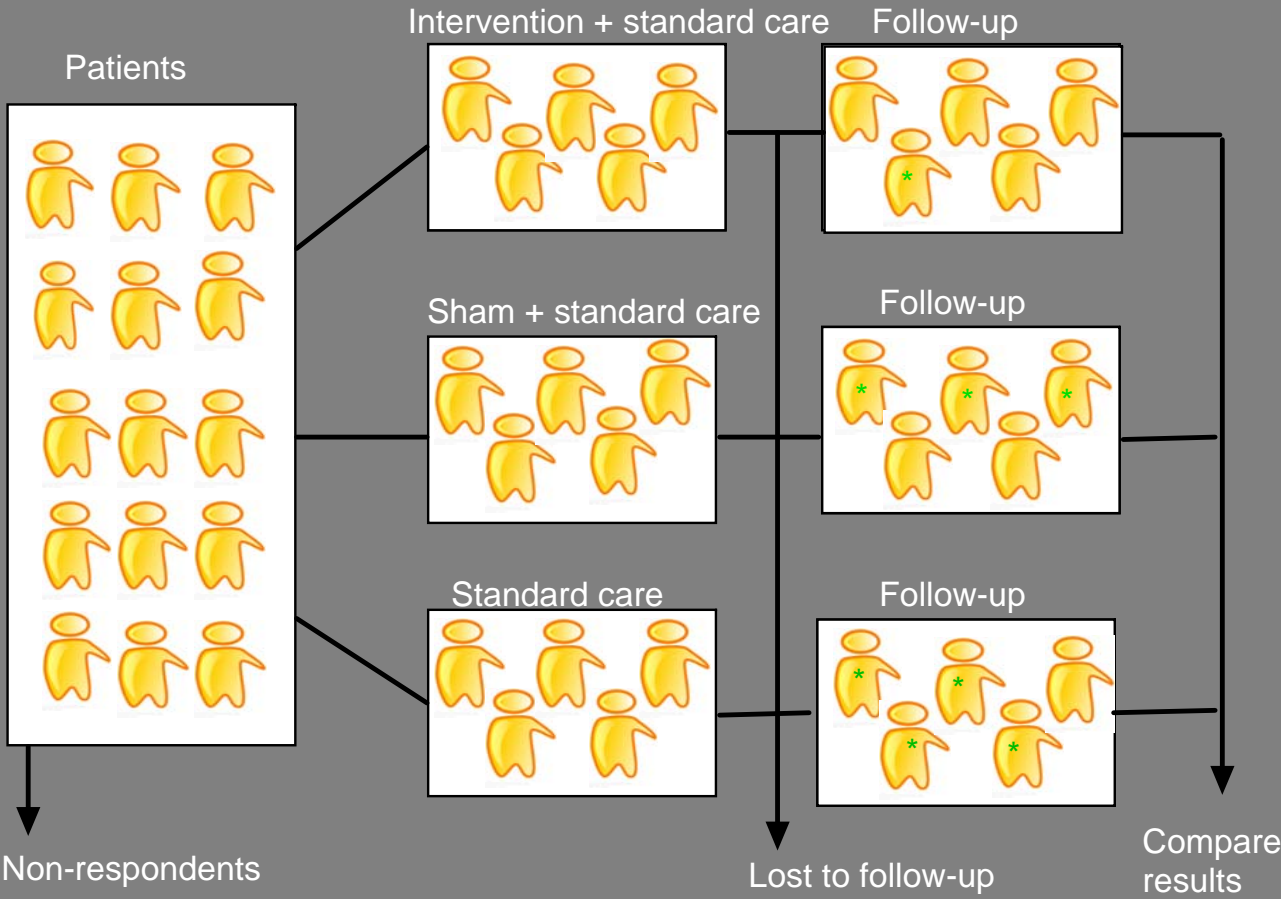 Intervention + standard care
Follow-up
Patients
*
Sham + standard care
Follow-up
* * *
Standard care
Follow-up
* *
* *
Non-respondents
Lost to follow-up
Compare
results